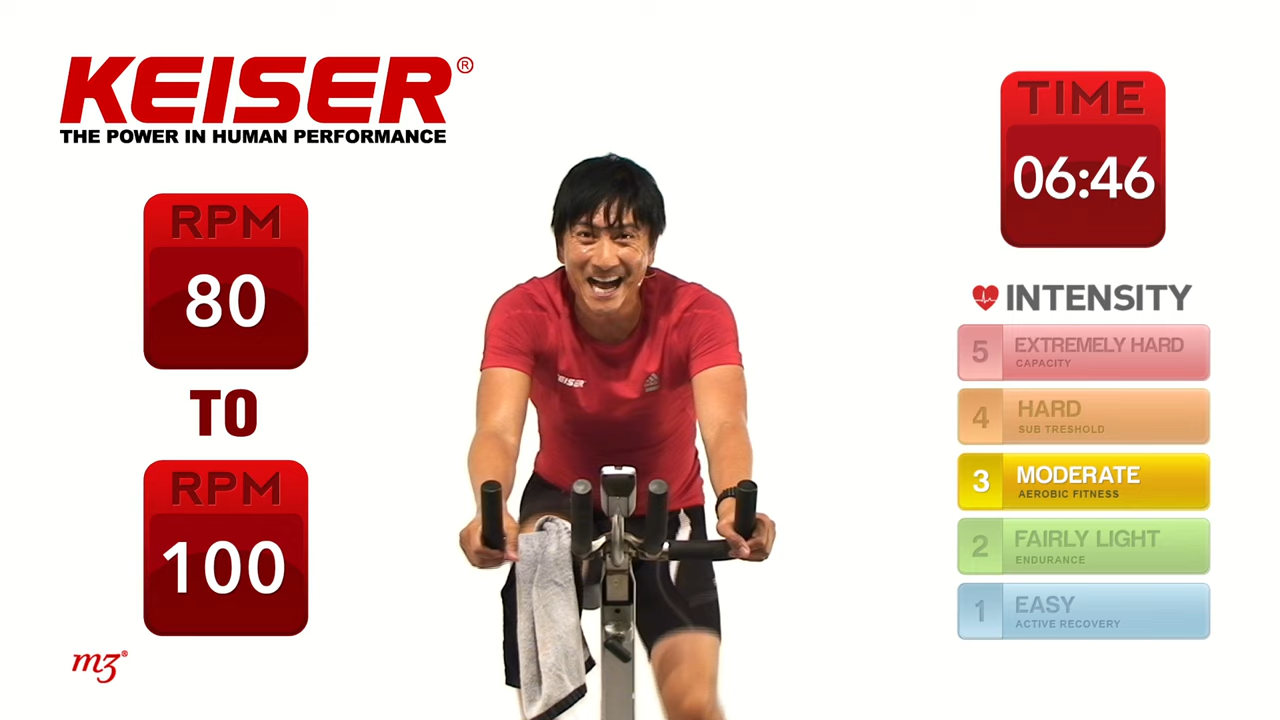 KEISER®
THE POWER IN HUMAN PERFORMANCE
RPM
80
TO
RPM
100
m3®
KEISER
TIME
06:46
INTENSITY
5 EXTREMELY HARD
CAPACITY
4 HARD
SUB TRESHOLD
3 MODERATE
AEROBIC FITNESS
2 FAIRLY LIGHT
ENDURANCE
1 EASY
ACTIVE RECOVERY